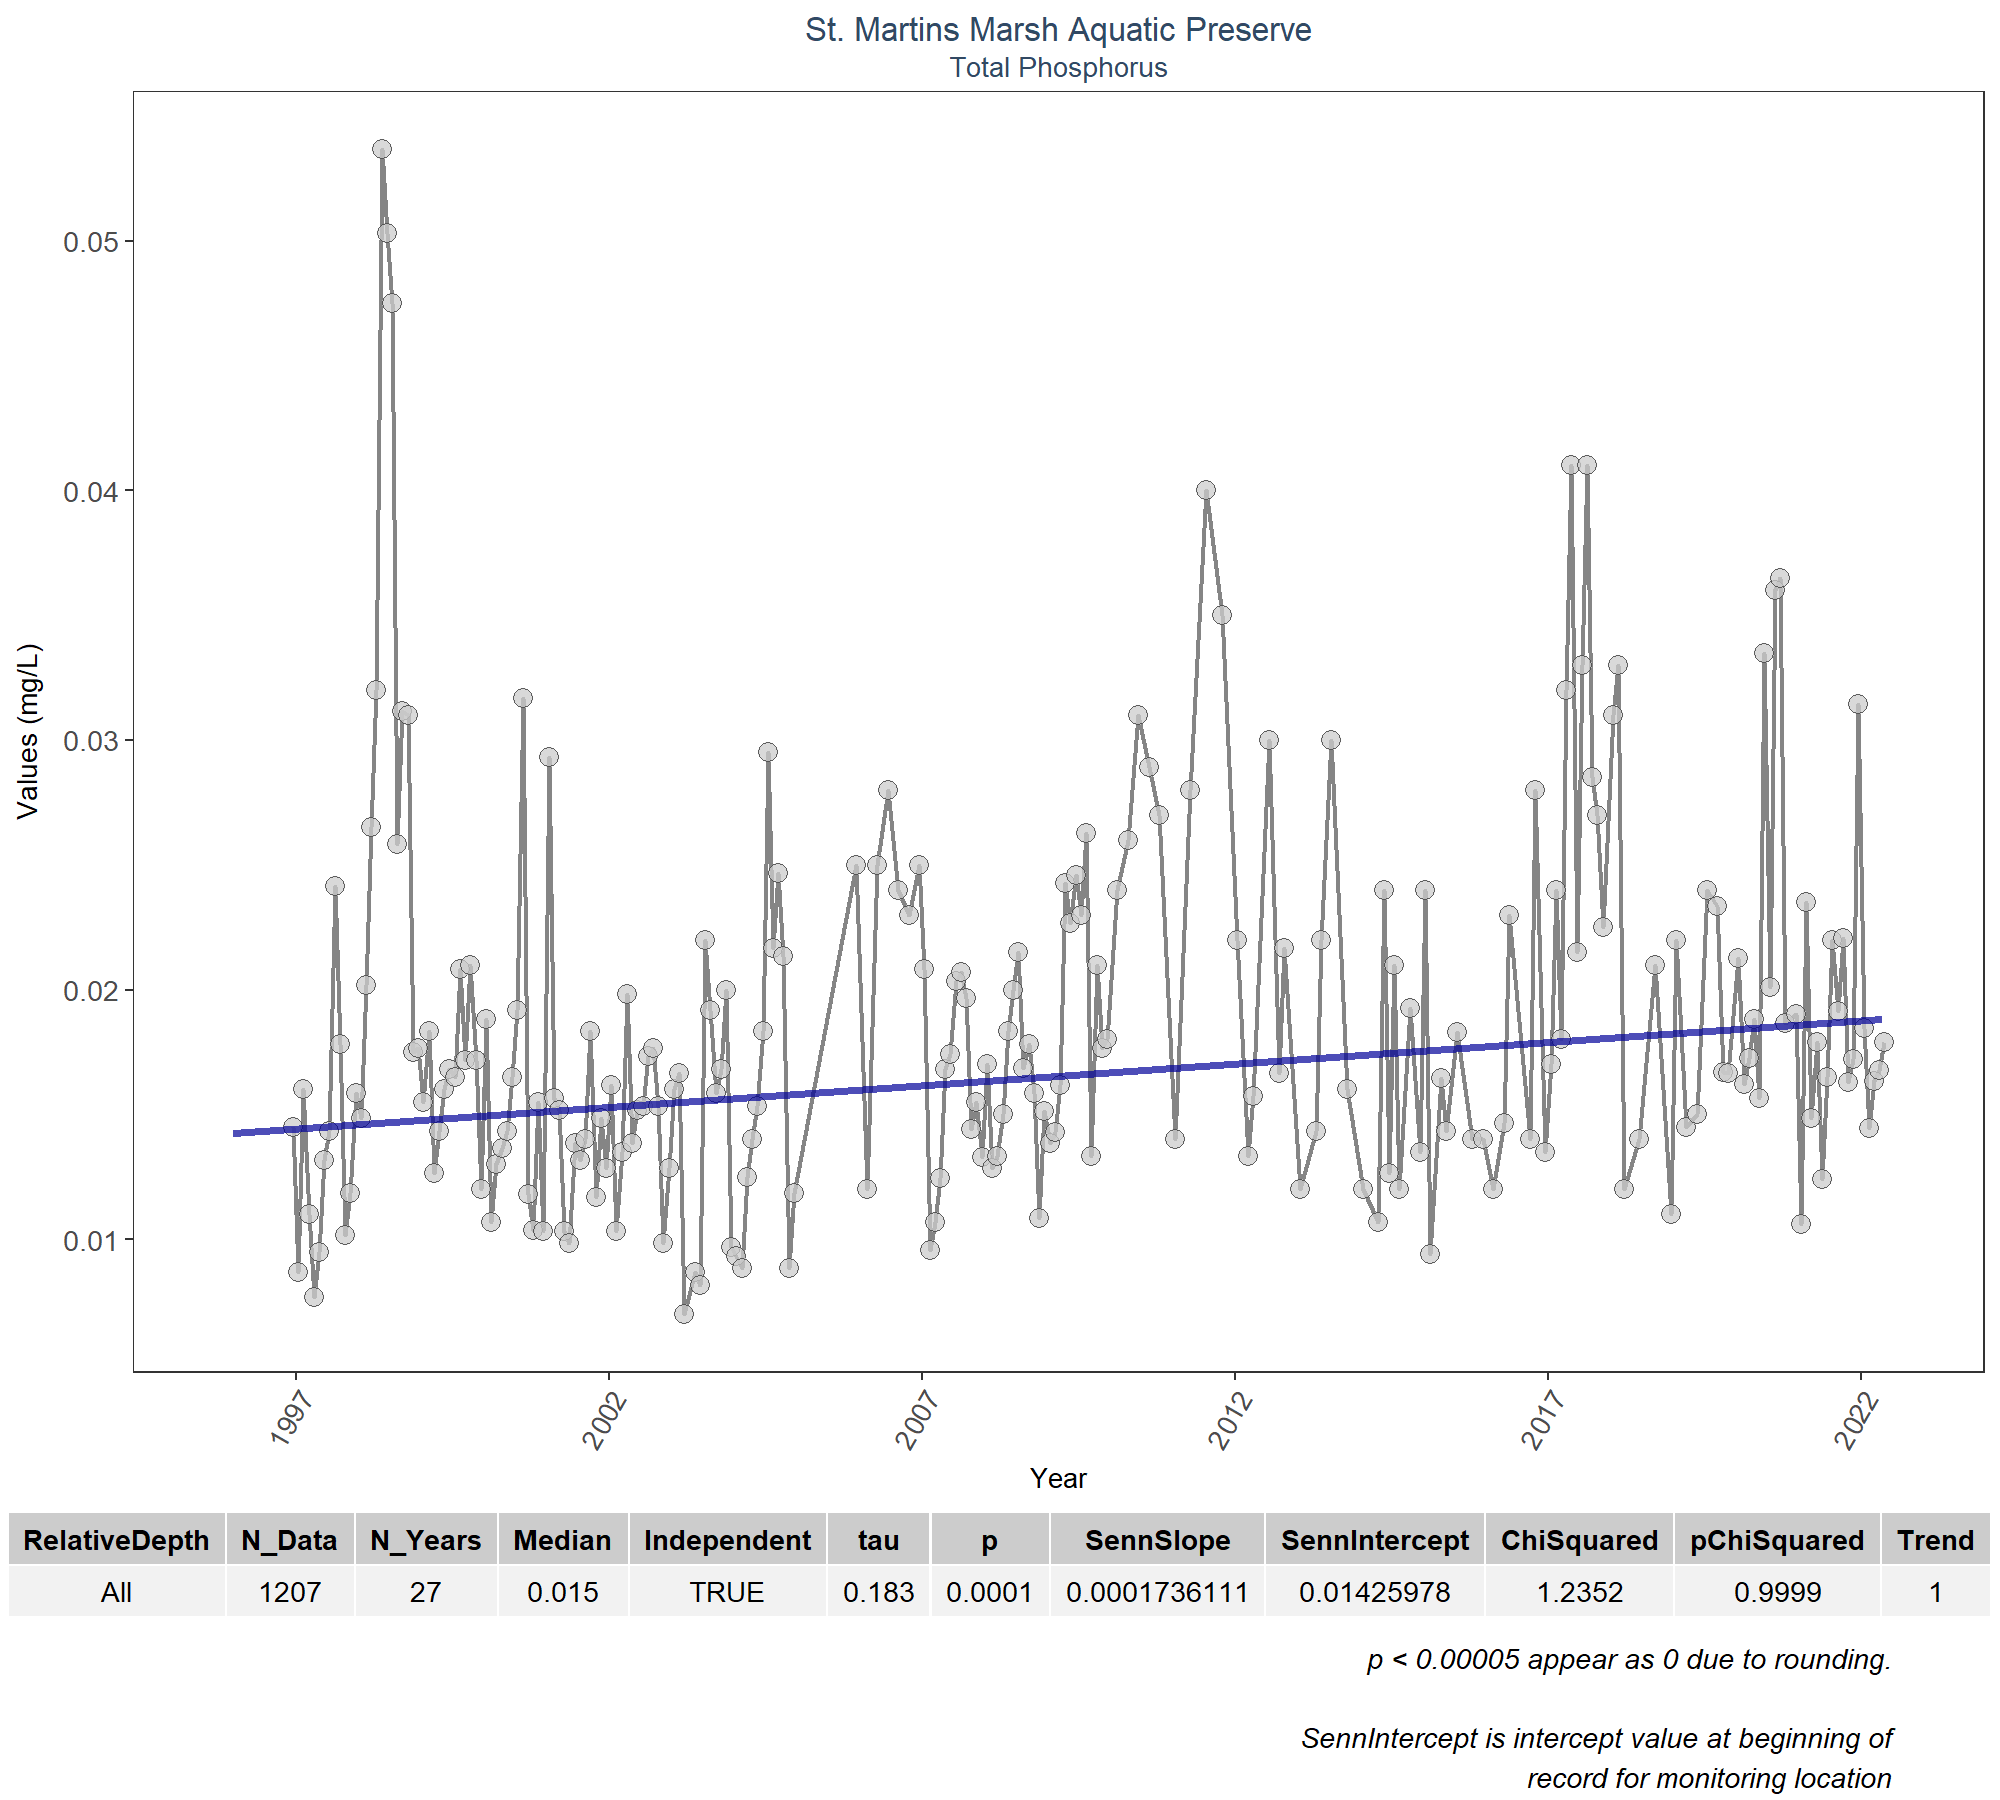 St. Martins Marsh Aquatic Preserve
Total Phosphorus
Values (mg/L)
0.05
0.04
0.03
0.02
0.01
1997 2002 2007 2012 2017 2022
Year
RelativeDepth N_Data N_Years Median Independent tau p SennSlope SennIntercept ChiSquared pChiSquared Trend
All 1207 27 0.015 TRUE 0.183 0.0001 0.0001736111 0.01425978 1.2352 0.9999 1
p < 0.00005 appear as 0 due to rounding.
SennIntercept is intercept value at beginning of
record for monitoring location